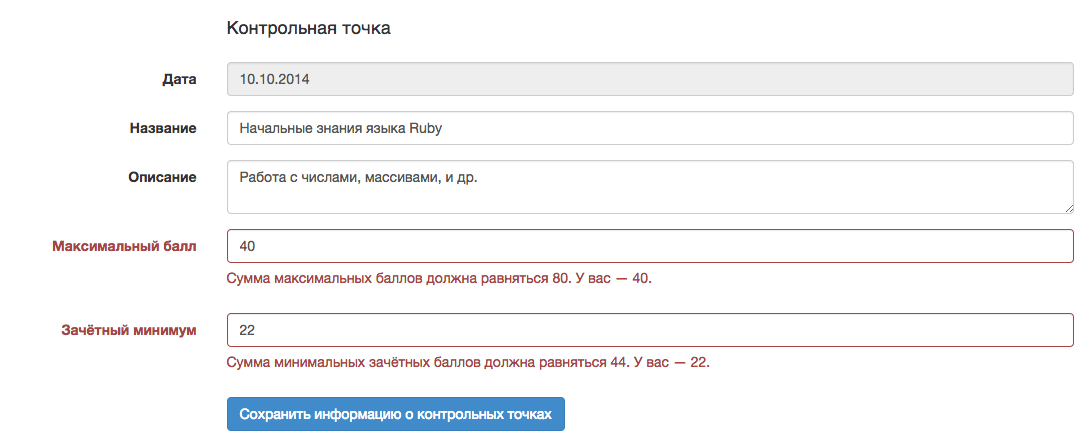 Контрольная точка
Дата 10.10.2014
Название Начальные знания языка Ruby
Описание Работа с числами, массивами, и др.
Максимальный балл 40
Сумма максимальных баллов должна равняться 80. У вас — 40.
Зачётный минимум 22
Сумма минимальных зачётных баллов должна равняться 44. У вас — 22.
Сохранить информацию о контрольных точках